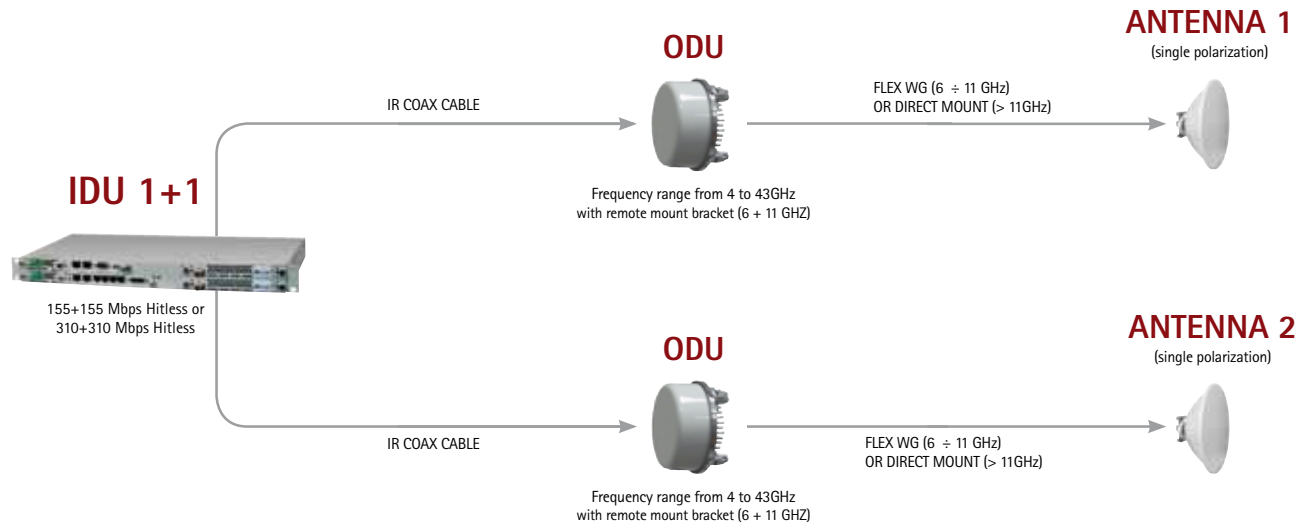 ANTENNA 1
(single polarization)
ODU
FLEX WG (6 ÷ 11 GHz)
OR DIRECT MOUNT (> 11GHz)
IR COAX CABLE
IDU 1+1
Frequency range from 4 to 43GHz
with remote mount bracket (6 + 11 GHZ)
155+155 Mbps Hitless or
310+310 Mbps Hitless
ANTENNA 2
(single polarization)
ODU
IR COAX CABLE
FLEX WG (6 ÷ 11 GHz)
OR DIRECT MOUNT (> 11GHz)
Frequency range from 4 to 43GHz
with remote mount bracket (6 + 11 GHZ)